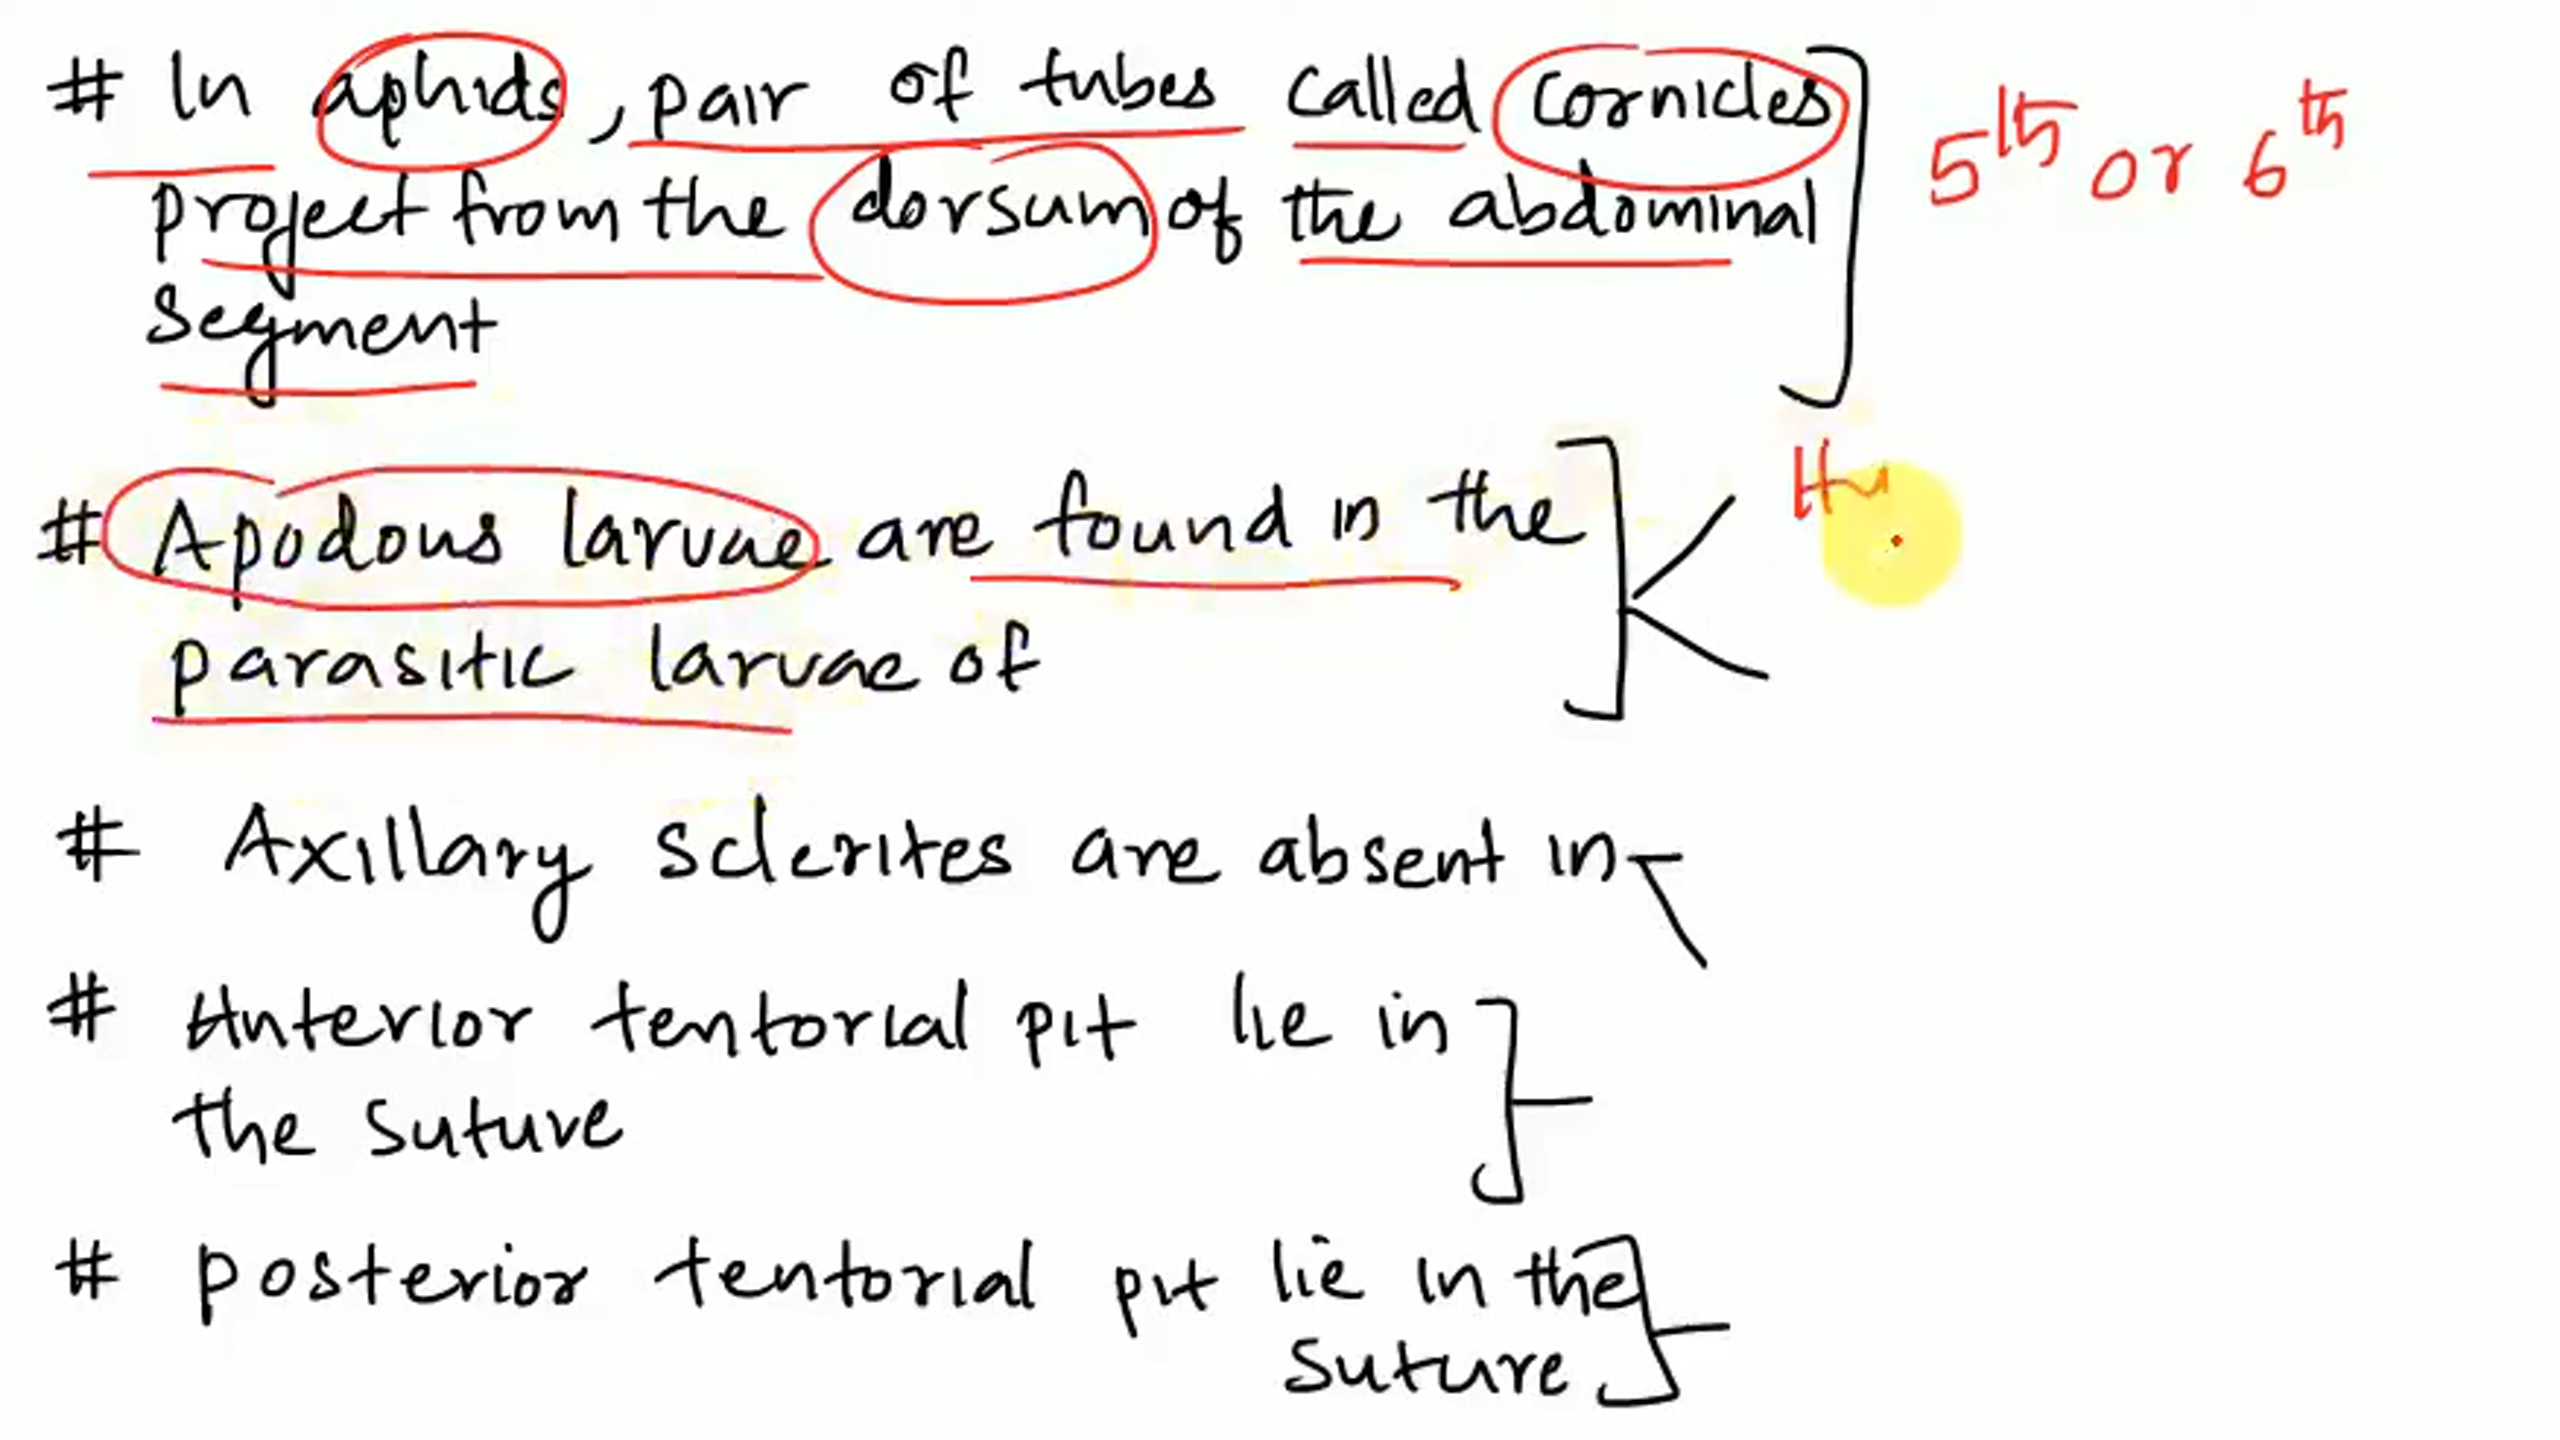 # In aphids, pair of tubes called cornicles
project from the dorsum of the abdominal
segment
5th or 6th
# Apodous larvae are found in the
parasitic larvae of
Hy
# Axillary sclerites are absent in
# Anterior tentorial pit lie in
the suture
# posterior tentorial pit lie in the
suture